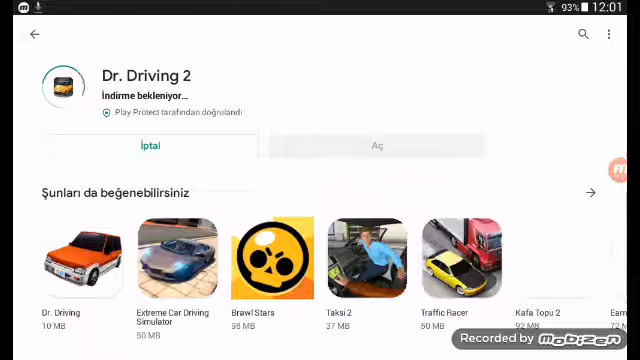 93% 12:01
Dr. Driving 2
İndirme bekleniyor...
Play Protect tarafından doğrulandı
İptal
Aç
Şunları da beğenebilirsiniz
Dr. Driving
10 MB
Extreme Car Driving
Simulator
50 MB
Brawl Stars
98 MB
Taksi 2
37 MB
Traffic Racer
50 MB
Kafa Topu 2
92 MB
Recorded by mobizen